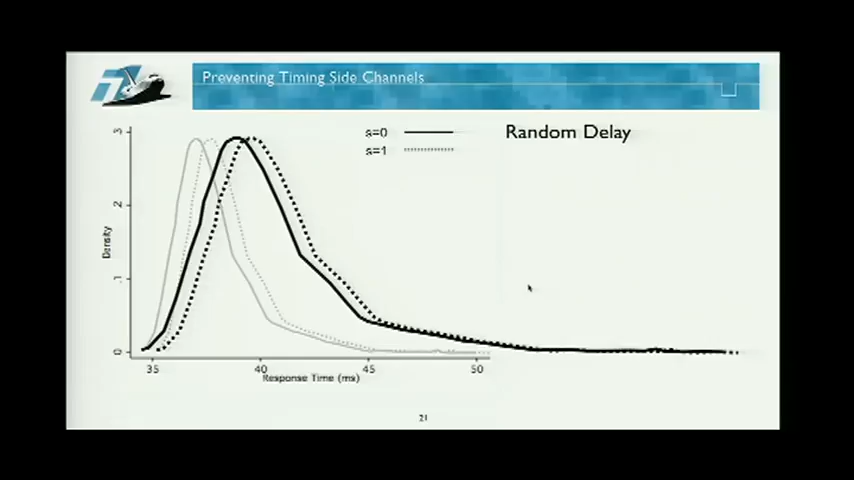 Preventing Timing Side Channels
s=0
s=1
Random Delay
Density
.3
.2
.1
0
35
40
45
50
Response Time (ms)
21